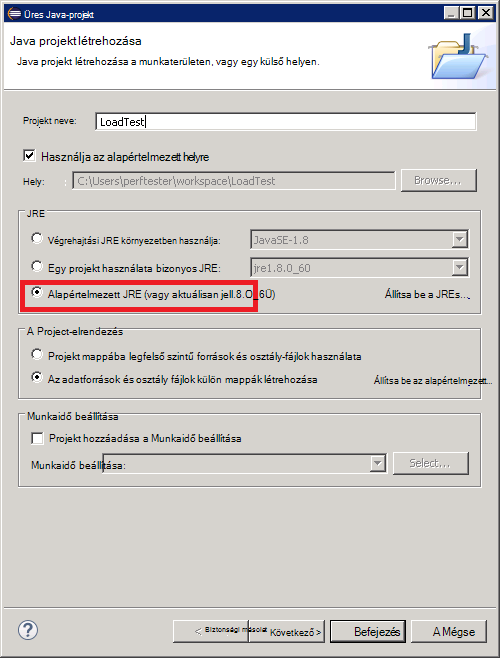 Üres Java-projekt
Java projekt létrehozása
Java projekt létrehozása a munkaterületen, vagy egy külső helyen.
Projekt neve: LoadTest
Használja az alapértelmezett helyre
Hely: : C:\Users\perftester\workspace\LoadTest Browse...
JRE
Végrehajtási JRE környezetben használja: JavaSE-1.8
Egy projekt használata bizonyos JRE: jre1.8.0_60
Alapértelmezett JRE (vagy aktuálisan jell.8.0_60) Állítsa be a JREs...
A Project-elrendezés
Projekt mappába legfelső szintű források és osztály-fájlok használata
Az adatforrások és osztály fájlok külön mappák létrehozása Állítsa be az alapértelmezett...
Munkaidő beállítása
Projekt hozzáadása a Munkaidő beállítása
Munkaidő beállítása: Select...
? < Biztonsági másolat Következő > Befejezés A Mégse